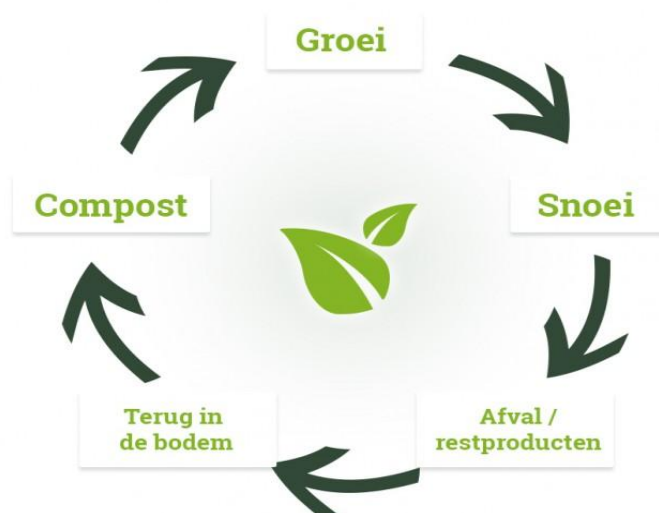 Groei
Compost
Snoei
Terug in
de bodem
Afval /
restproducten